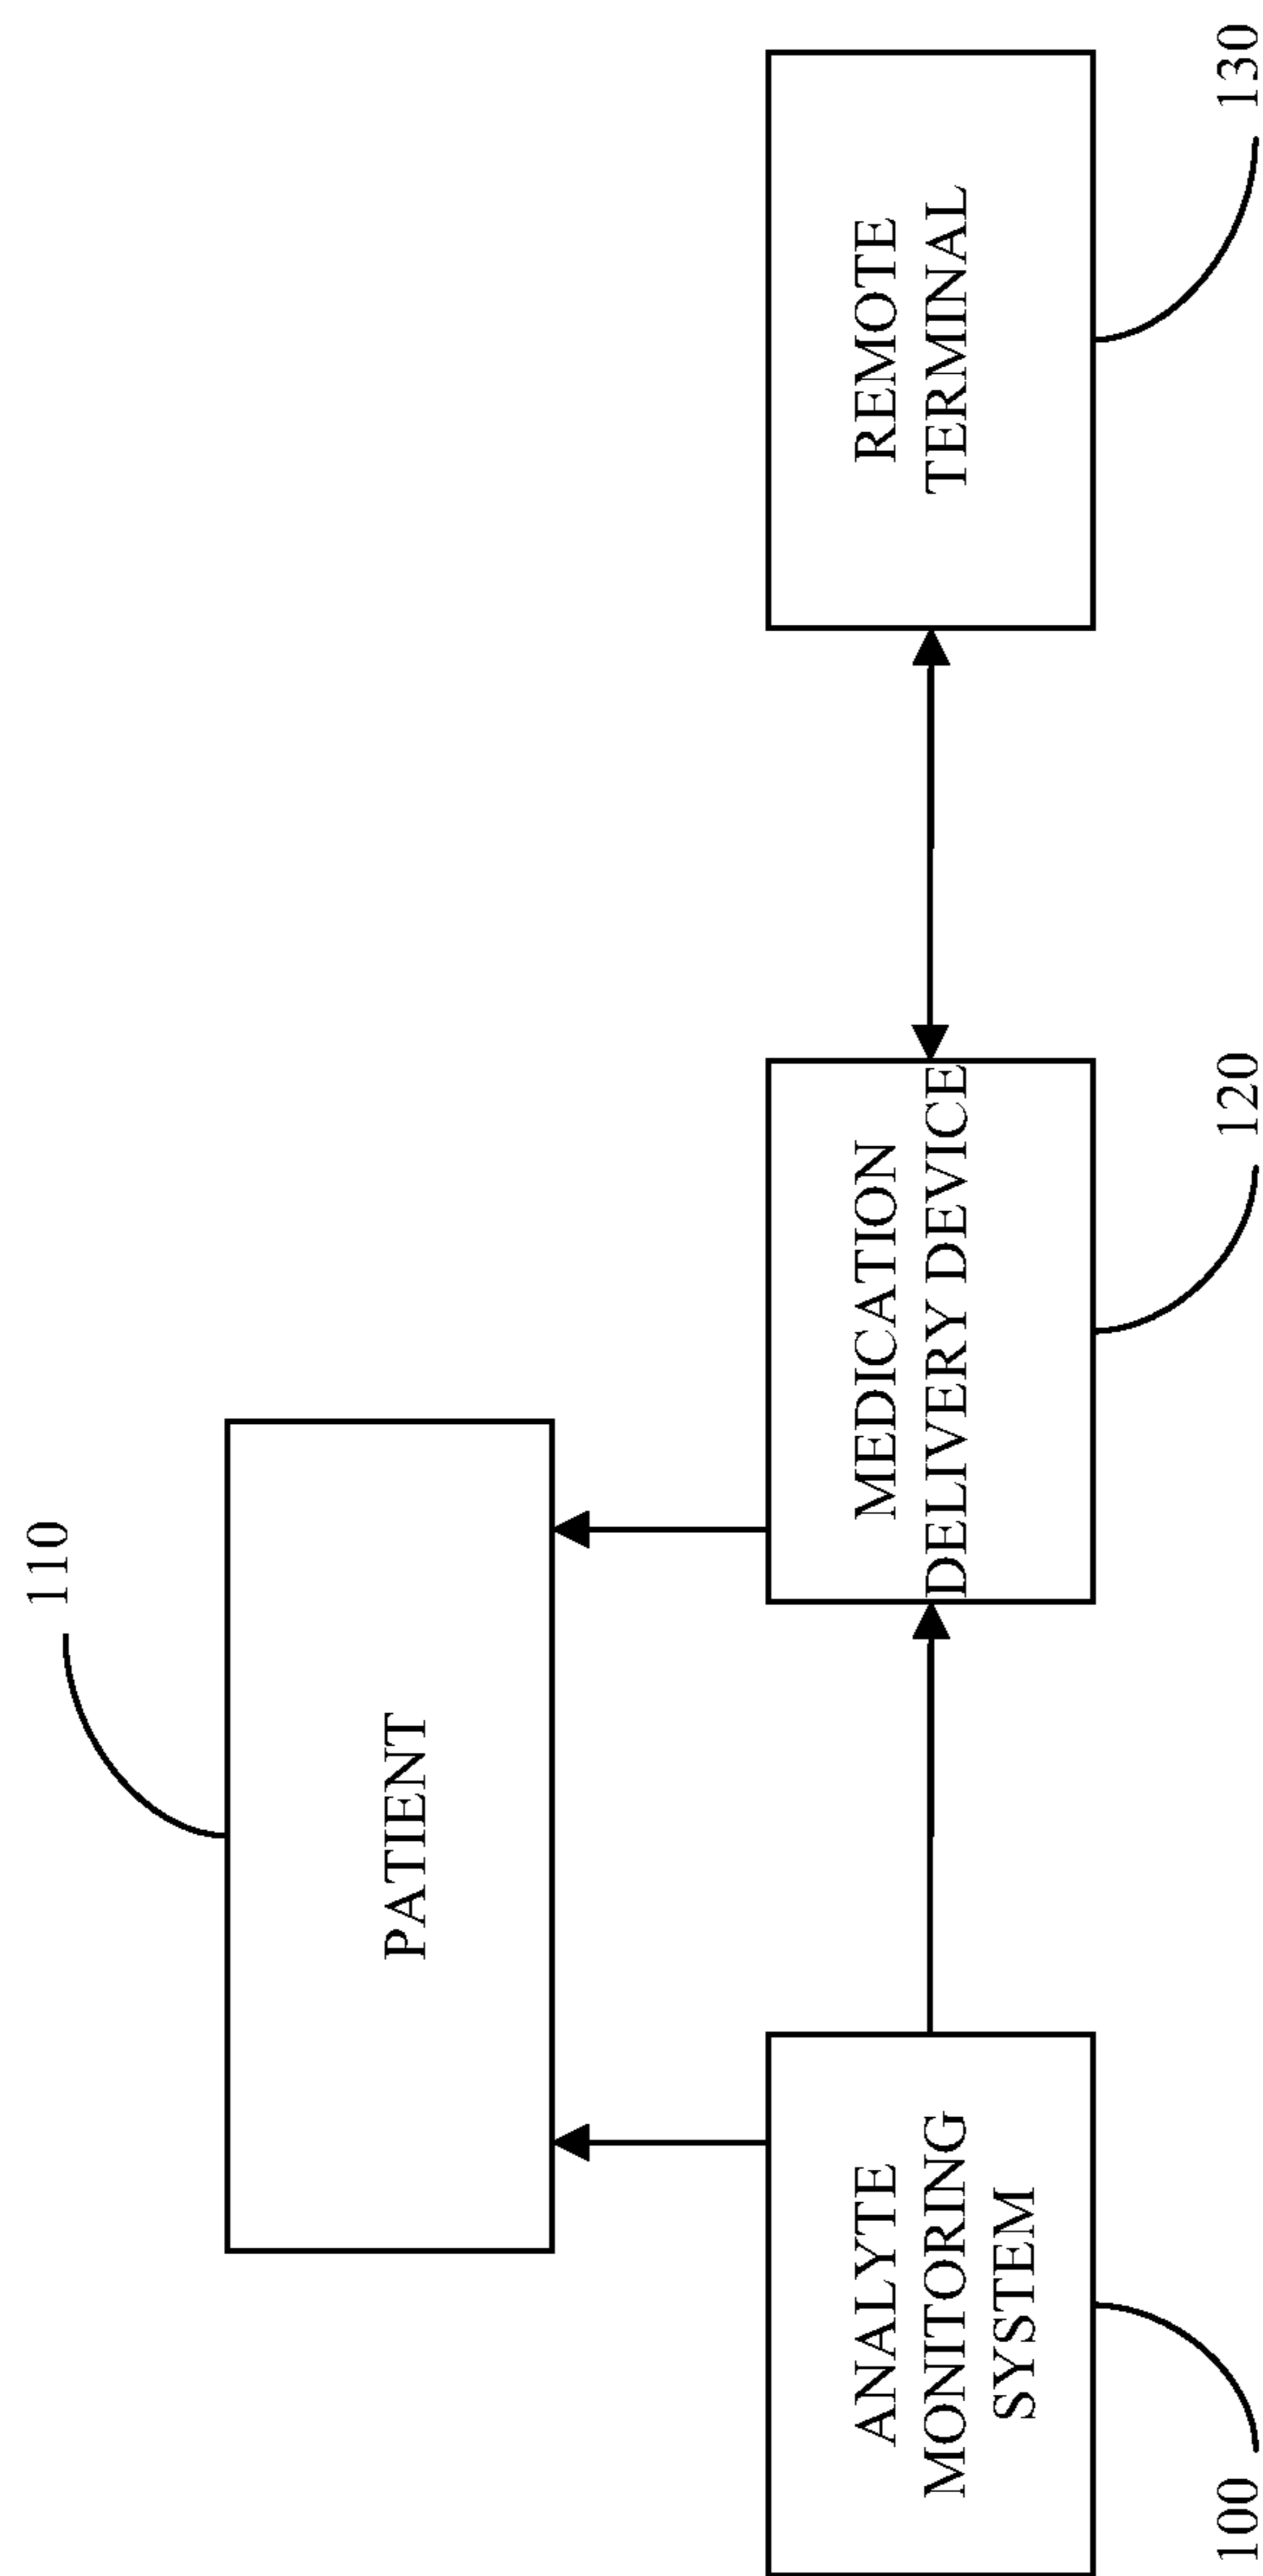 110
PATIENT
ANALYTE
MONITORING
SYSTEM
MEDICATION
DELIVERY DEVICE
REMOTE
TERMINAL
100
120
130